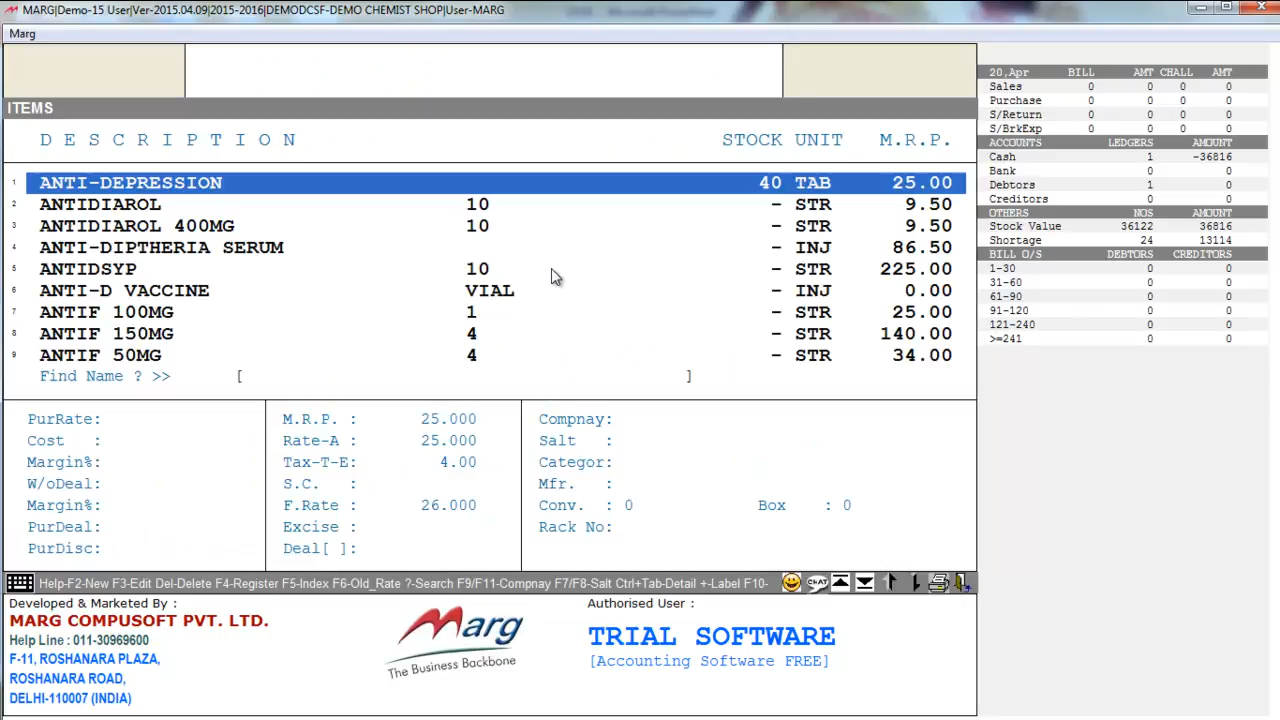 MARG|Demo-15 User|Ver-2015.04.09|2015-2016|DEMODCSF-DEMO CHEMIST SHOP|User-MARG
Marg
ITEMS
D E S C R I P T I O N STOCK UNIT M.R.P.
1 ANTI-DEPRESSION 40 TAB 25.00
2 ANTIDIAROL 10 - STR 9.50
3 ANTIDIAROL 400MG 10 - STR 9.50
4 ANTI-DIPTHERIA SERUM - INJ 86.50
5 ANTIDSYP 10 - STR 225.00
6 ANTI-D VACCINE VIAL - INJ 0.00
7 ANTIF 100MG 1 - STR 25.00
8 ANTIF 150MG 4 - STR 140.00
9 ANTIF 50MG 4 - STR 34.00
Find Name ? >> [ ]
PurRate: M.R.P. : 25.000 Compnay:
Cost : Rate-A : 25.000 Salt :
Margin%: Tax-T-E: 4.00 Categor:
W/oDeal: S.C. : Mfr. :
Margin%: F.Rate : 26.000 Conv. : 0 Box : 0
PurDeal: Excise : Rack No:
PurDisc: Deal[ ]:
Help-F2-New F3-Edit Del-Delete F4-Register F5-Index F6-Old_Rate ?-Search F9/F11-Compnay F7/F8-Salt Ctrl+Tab-Detail +-Label F10-
CHAT
Developed & Marketed By :
MARG COMPUSOFT PVT. LTD.
Help Line : 011-30969600
F-11, ROSHANARA PLAZA,
ROSHANARA ROAD,
DELHI-110007 (INDIA)
Marg
The Business Backbone
Authorised User :
TRIAL SOFTWARE
[Accounting Software FREE]
20,Apr BILL AMT CHALL AMT
Sales 0 0 0 0
Purchase 0 0 0 0
S/Return 0 0 0 0
S/BrkExp 0 0 0 0
ACCOUNTS LEDGERS AMOUNT
Cash 1 -36816
Bank 0 0
Debtors 1 0
Creditors 0 0
OTHERS NOS AMOUNT
Stock Value 36122 36816
Shortage 24 13114
BILL O/S DEBTORS CREDITORS
1-30 0 0
31-60 0 0
61-90 0 0
91-120 0 0
121-240 0 0
>=241 0 0